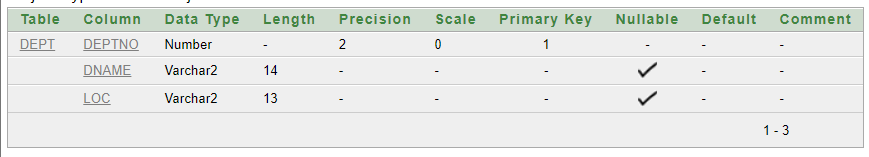 Table Column Data Type Length Precision Scale Primary Key Nullable Default Comment
DEPT DEPTNO Number - 2 0 1 - - -
DNAME Varchar2 14 - - - - -
LOC Varchar2 13 - - - - -
1 - 3